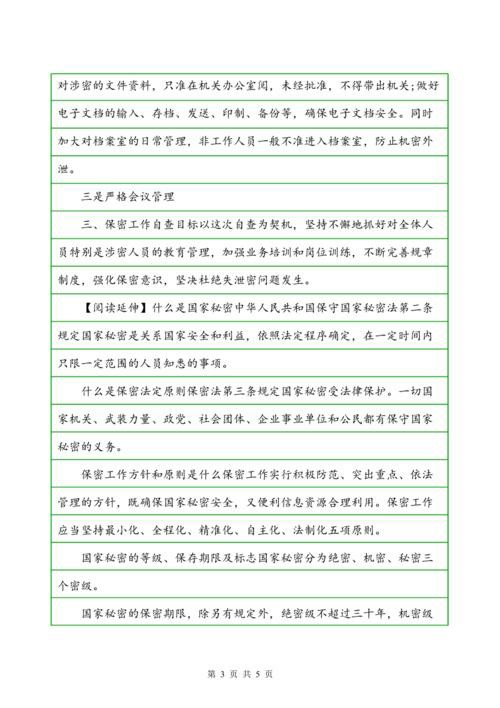 对涉密的文件资料，只准在机关办公室阅，未经批准，不得带出机关;做好
电子文档的输入、存档、发送、印制、备份等，确保电子文档安全。同时
加大对档案室的日常管理，非工作人员一般不准进入档案室，防止机密外
泄。
三是严格会议管理
三、保密工作自查目标以这次自查为契机，坚持不懈地抓好对全体人
员特别是涉密人员的教育管理，加强业务培训和岗位训练，不断完善规章
制度，强化保密意识，坚决杜绝失泄密问题发生。
【阅读延伸】什么是国家秘密中华人民共和国保守国家秘密法第二条
规定国家秘密是关系国家安全和利益，依照法定程序确定，在一定时间内
只限一定范围的人员知悉的事项。
什么是保密法定原则保密法第三条规定国家秘密受法律保护。一切国
家机关、武装力量、政党、社会团体、企业事业单位和公民都有保守国家
秘密的义务。
保密工作方针和原则是什么保密工作实行积极防范、突出重点、依法
管理的方针，既确保国家秘密安全，又便利信息资源合理利用。保密工作
应当坚持最小化、全程化、精准化、自主化、法制化五项原则。
国家秘密的等级、保存期限及标志国家秘密分为绝密、机密、秘密三
个密级。
国家秘密的保密期限，除另有规定外，绝密级不超过三十年，机密级
第 3 页 共 5 页